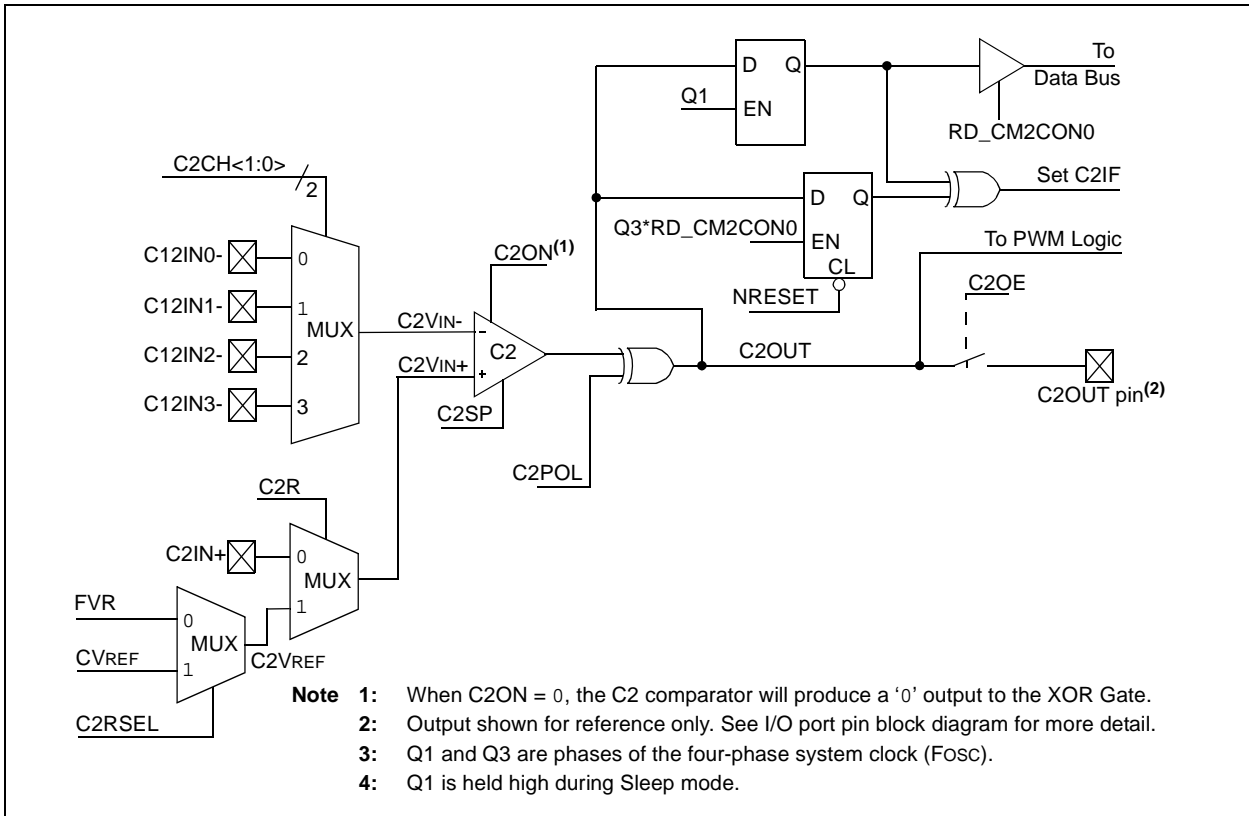 D Q
Q1
EN
To
Data Bus
RD_CM2CON0
C2CH<1:0>
2
D Q
Set C2IF
Q3*RD_CM2CON0
EN
CL
NRESET
To PWM Logic
C2OE
C12IN0-
0
C12IN1-
1
MUX
C12IN2-
2
C12IN3-
3
C2ON(1)
C2VIN-
-
C2
C2VIN+
+
C2SP
C2POL
C2OUT
C2OUT pin(2)
C2R
C2IN+
0
MUX
1
FVR
0
MUX
CVREF
1
C2VREF
C2RSEL
Note 1: When C2ON = 0, the C2 comparator will produce a ‘0’ output to the XOR Gate.
2: Output shown for reference only. See I/O port pin block diagram for more detail.
3: Q1 and Q3 are phases of the four-phase system clock (FOSC).
4: Q1 is held high during Sleep mode.